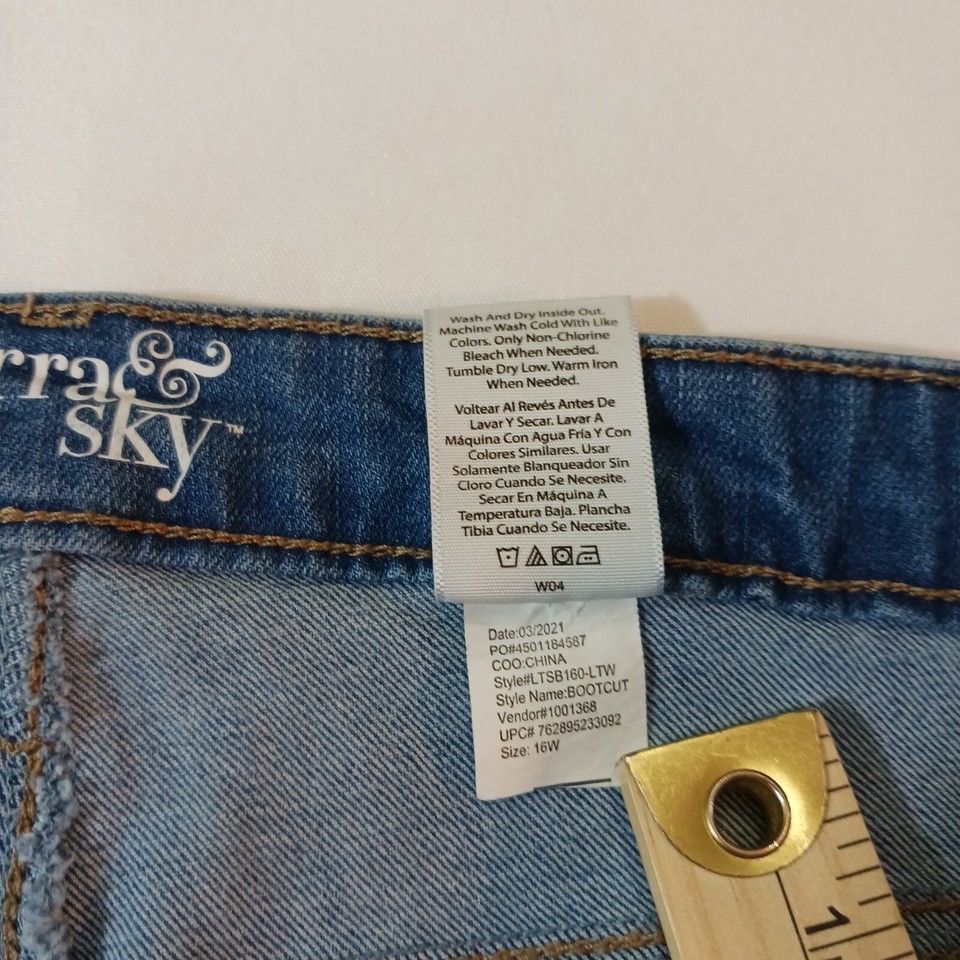 rra&
sky™
Wash And Dry Inside Out.
Machine Wash Cold With Like
Colors. Only Non-Chlorine
Bleach When Needed.
Tumble Dry Low. Warm Iron
When Needed.
Voltear Al Revés Antes De
Lavar Y Secar. Lavar A
Máquina Con Agua Fría Y Con
Colores Similares. Usar
Solamente Blanqueador Sin
Cloro Cuando Se Necesite.
Secar En Máquina A
Temperatura Baja. Plancha
Tibia Cuando Se Necesite.
W04
Date:03/2021
PO#4501184587
COO:CHINA
Style#LTSB160-LTW
Style Name:BOOTCUT
Vendor#1001368
UPC# 762895233092
Size: 16W
1